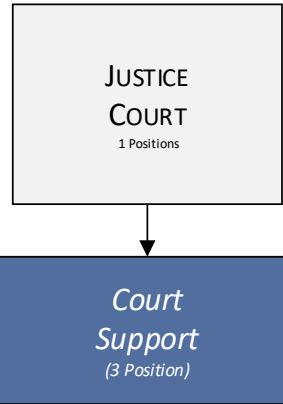 JUSTICE
COURT
1 Positions
Court
Support
(3 Position)